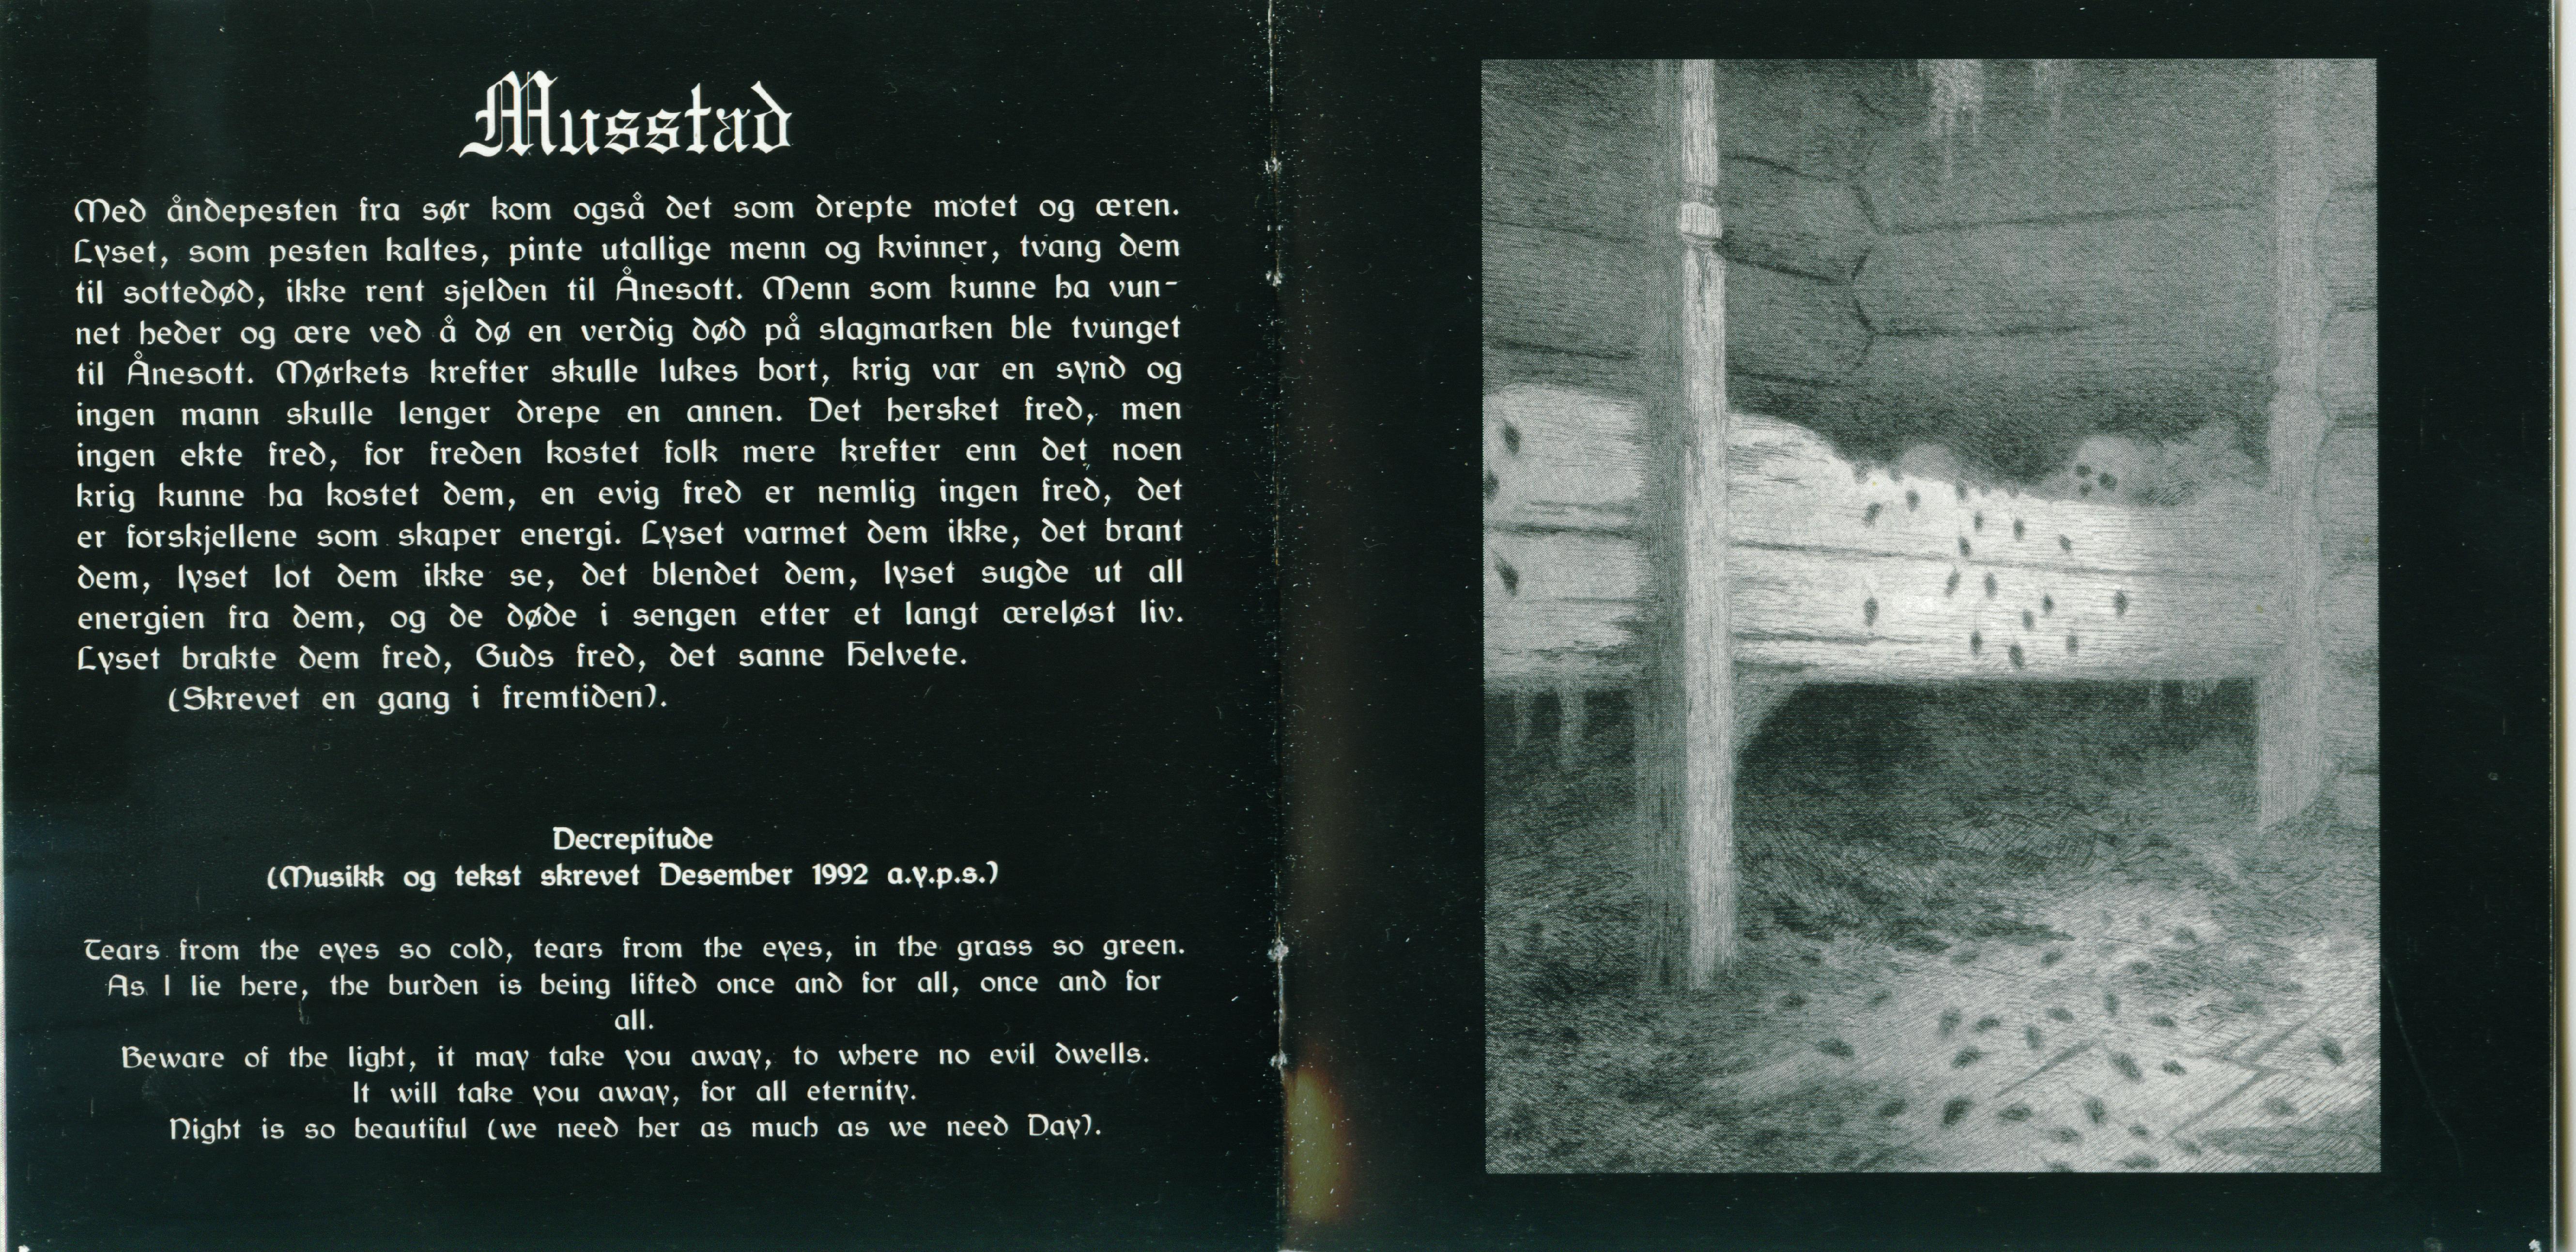 Musstad
Med åndepesten fra sør kom også det som drepte motet og æren.
Lyset, som pesten kaltes, pinte utallige menn og kvinner, tvang dem
til sottedød, ikke rent sjelden til Ånesott. Menn som kunne ha vun-
net heder og ære ved å dø en verdig død på slagmarken ble tvunget
til Ånesott. Mørkets krefter skulle lukes bort, krig var en synd og
ingen mann skulle lenger drepe en annen. Det hersket fred, men
ingen ekte fred, for freden kostet folk mere krefter enn det noen
krig kunne ha kostet dem, en evig fred er nemlig ingen fred, det
er forskjellene som skaper energi. Lyset varmet dem ikke, det brant
dem, lyset lot dem ikke se, det blendet dem, lyset sugde ut all
energien fra dem, og de døde i sengen etter et langt æreløst liv.
Lyset brakte dem fred, Guds fred, det sanne Helvete.
(Skrevet en gang i fremtiden).
Decrepitude
(Musikk og tekst skrevet Desember 1992 a.y.p.s.)
Tears from the eyes so cold, tears from the eyes, in the grass so green.
As I lie here, the burden is being lifted once and for all, once and for
all.
Beware of the light, it may take you away, to where no evil dwells.
It will take you away, for all eternity.
Night is so beautiful (we need her as much as we need Day).